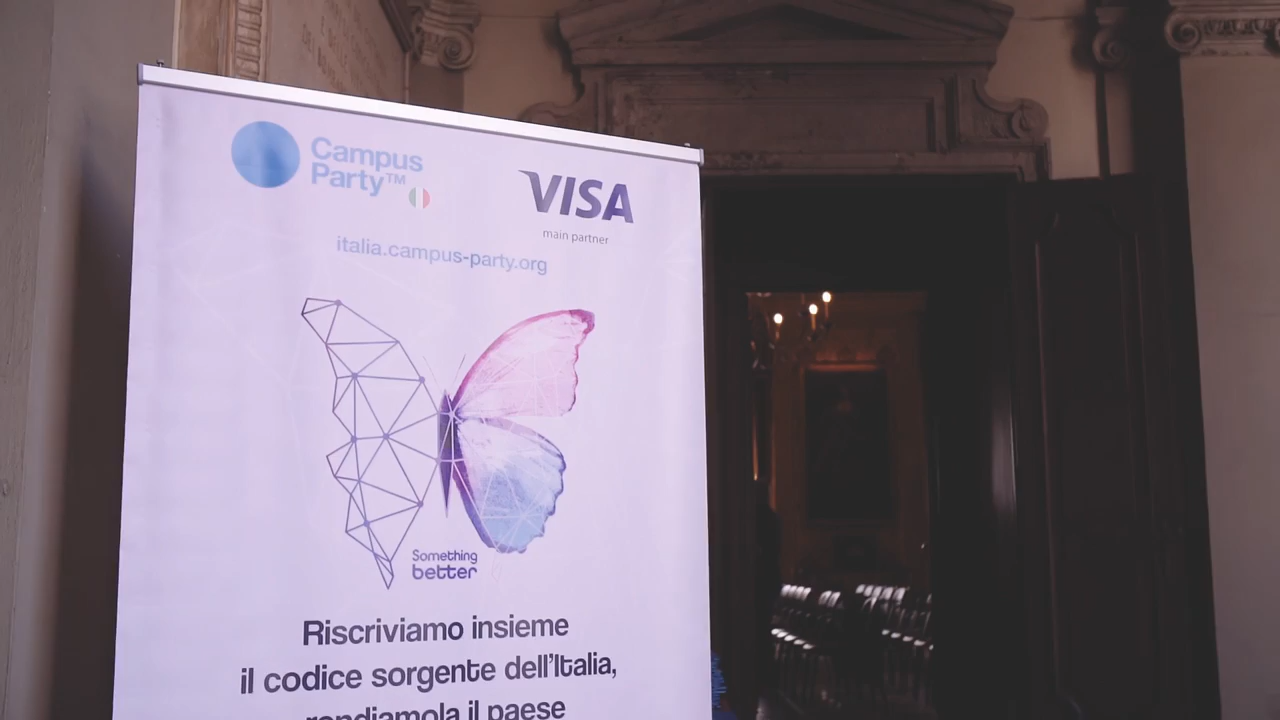 Campus
Party™
VISA
main partner
italia.campus-party.org
Something
better
Riscriviamo insieme
il codice sorgente dell'Italia,
rendiamola il paese